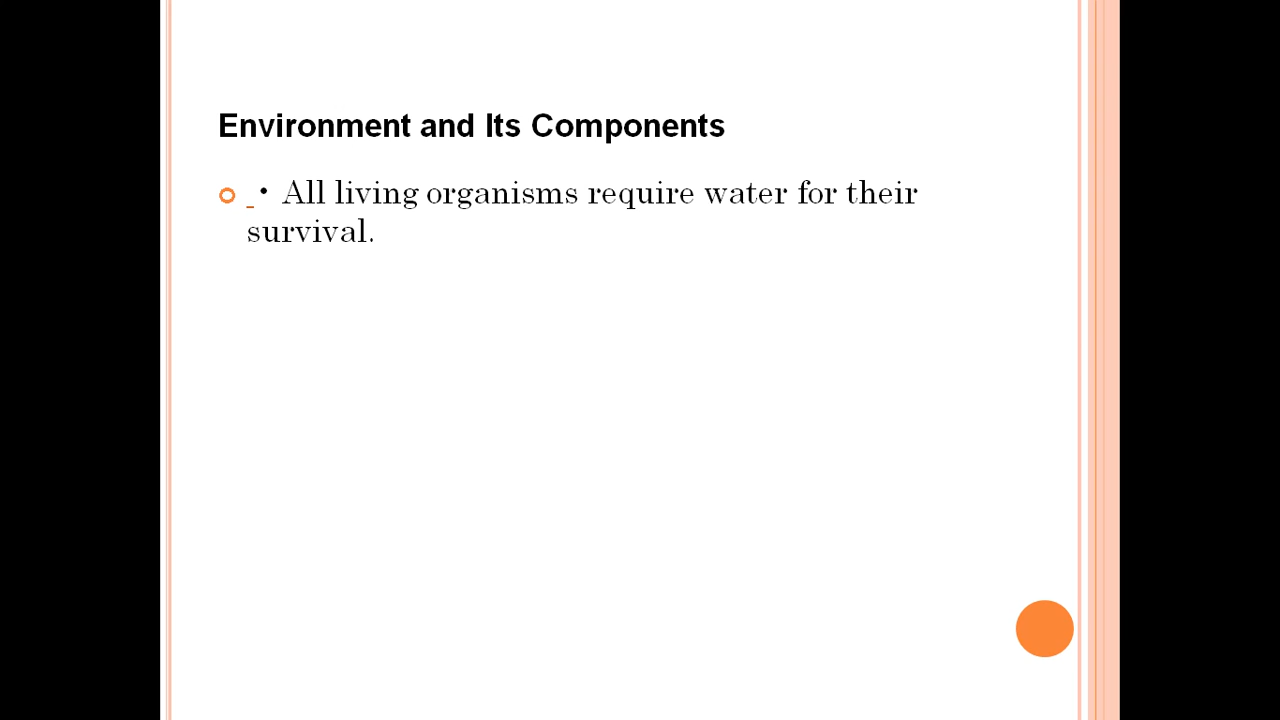 Environment and Its Components
• All living organisms require water for their
survival.